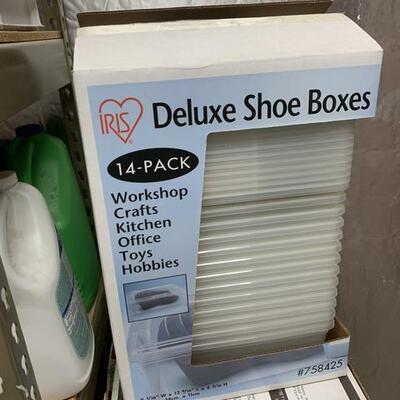 IRIS
Deluxe Shoe Boxes
14-PACK
Workshop
Crafts
Kitchen
Office
Toys
Hobbies
#758425